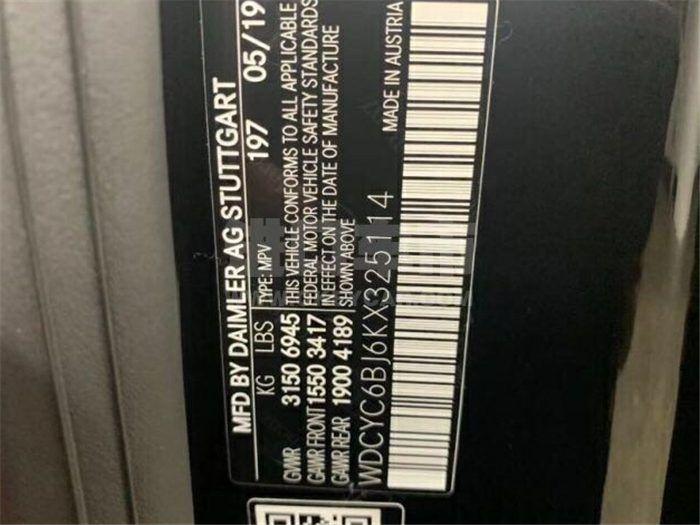 MFD BY DAIMLER AG STUTTGART
197 05/19
KG LBS TYPE: MPV -
GWR 3150 6945 THIS VEHICLE CONFORMS TO ALL APPLICABLE
GAWR FRONT 1550 3417 FEDERAL MOTOR VEHICLE SAFETY STANDARDS
GAWR REAR 1900 4189 IN EFFECT ON THE DATE OF MANUFACTURE
SHOWN ABOVE
WDCYC6BJ6KX325114
MADE IN AUSTRIA